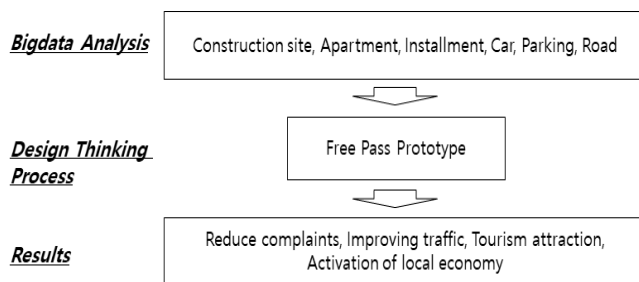 Bigdata Analysis
Construction site, Apartment, Installment, Car, Parking, Road
Design Thinking
Process
Free Pass Prototype
Results
Reduce complaints, Improving traffic, Tourism attraction,
Activation of local economy